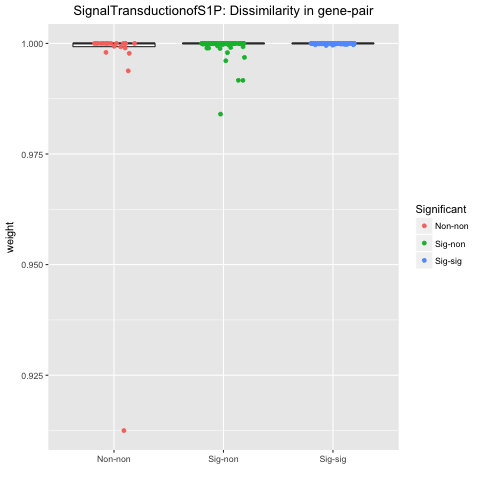 SignalTransductionofS1P: Dissimilarity in gene-pair
1.000
0.975
0.950
0.925
weight
Non-non
Sig-non
Sig-sig
Significant
Non-non
Sig-non
Sig-sig